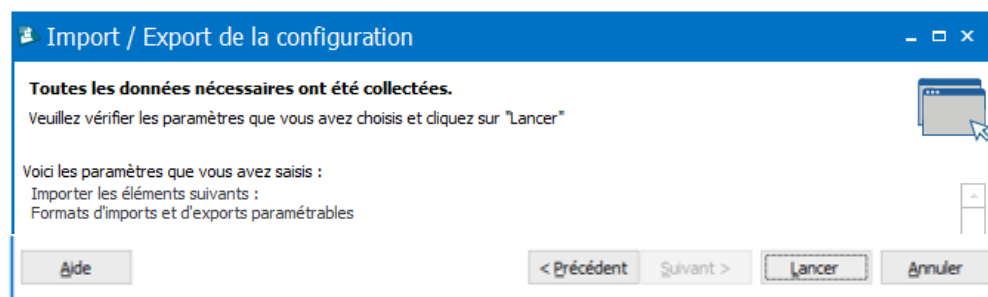 Import / Export de la configuration
Toutes les données nécessaires ont été collectées.
Veuillez vérifier les paramètres que vous avez choisis et cliquez sur "Lancer"
Voici les paramètres que vous avez saisis :
Importer les éléments suivants :
Formats d'imports et d'exports paramétrables
Aide < Précédent Suivant > Lancer Annuler